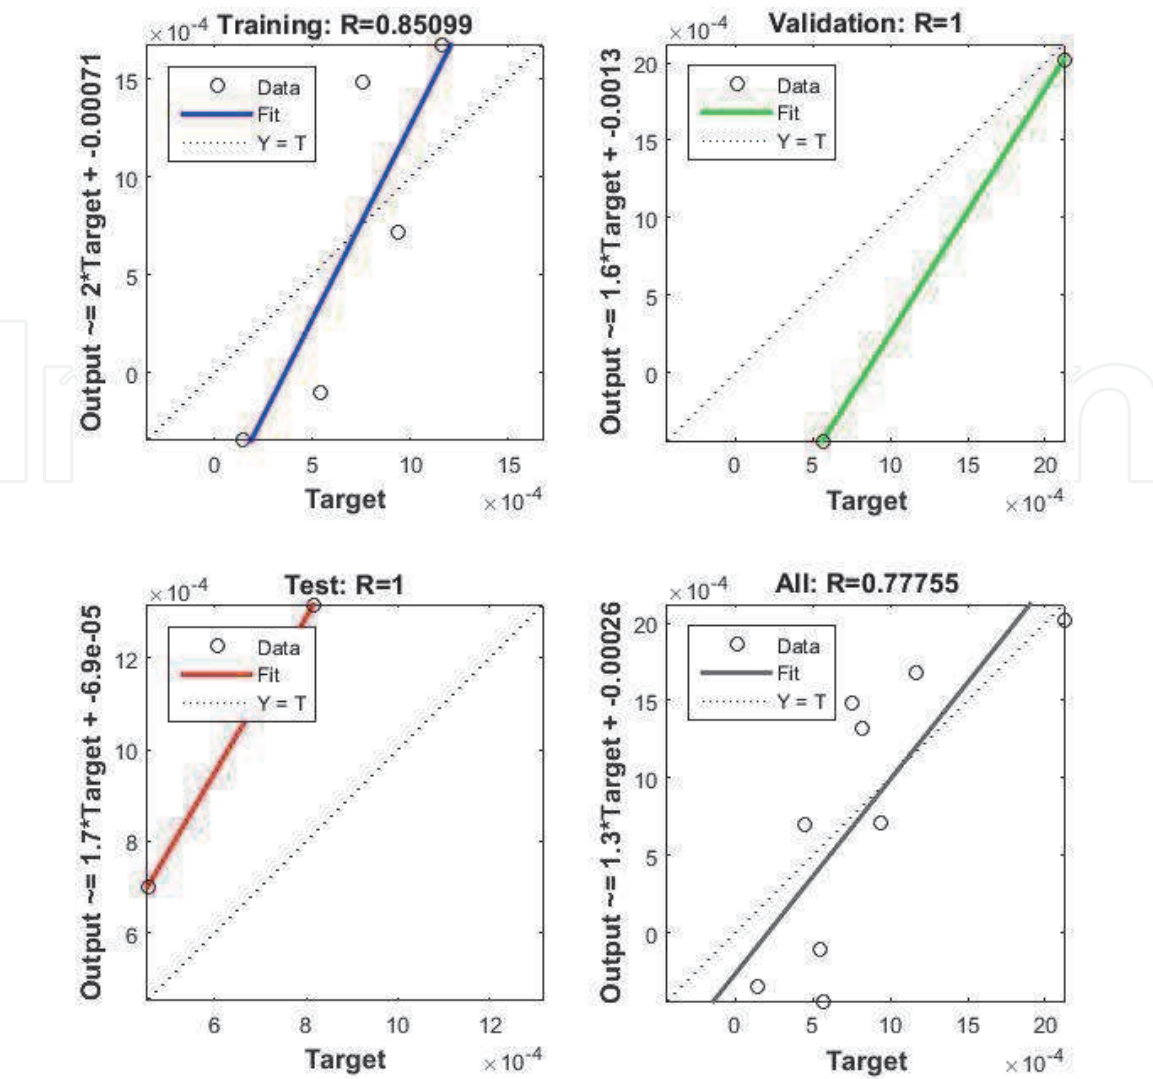 Training: R=0.85099
×10-4
Output ~= 2*Target + -0.00071
15
10
5
0
Data
Fit
Y = T
0 5 10 15
Target
×10-4
Validation: R=1
×10-4
Output ~= 1.6*Target + -0.0013
20
15
10
5
0
Data
Fit
Y = T
0 5 10 15 20
Target
×10-4
Test: R=1
×10-4
Output ~= 1.7*Target + -6.9e-05
12
10
8
6
Data
Fit
Y = T
6 8 10 12
Target
×10-4
All: R=0.77755
×10-4
Output ~= 1.3*Target + -0.00026
20
15
10
5
0
Data
Fit
Y = T
0 5 10 15 20
Target
×10-4